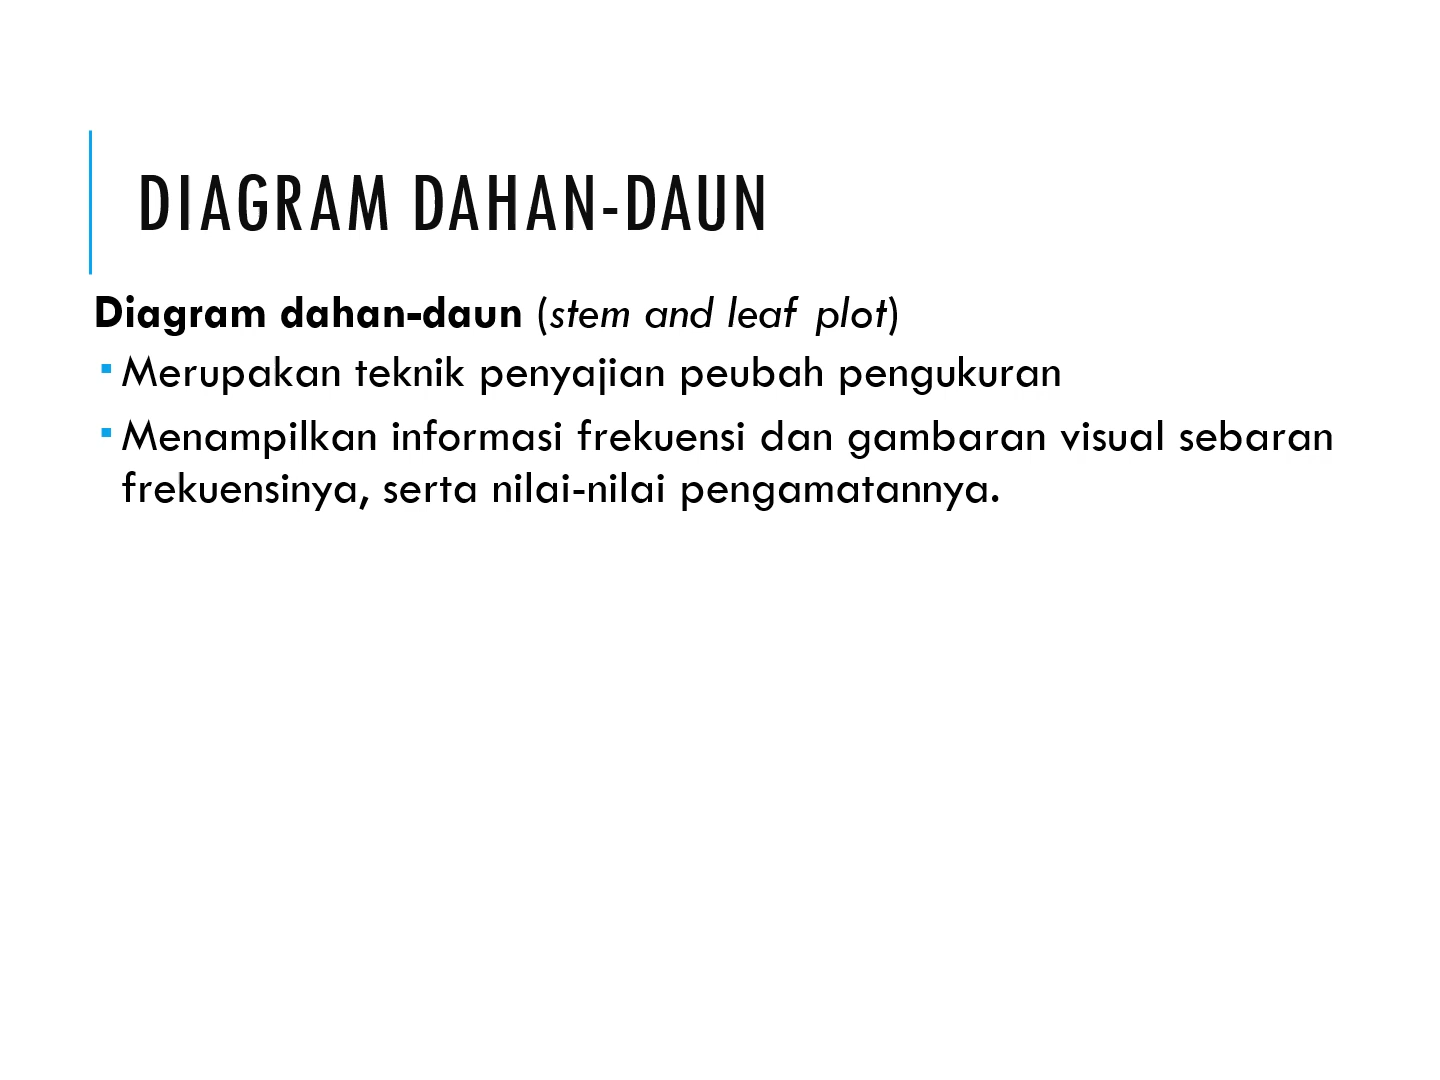 DIAGRAM DAHAN-DAUN
Diagram dahan-daun (stem and leaf plot)
▪ Merupakan teknik penyajian peubah pengukuran
▪ Menampilkan informasi frekuensi dan gambaran visual sebaran
frekuensinya, serta nilai-nilai pengamatannya.